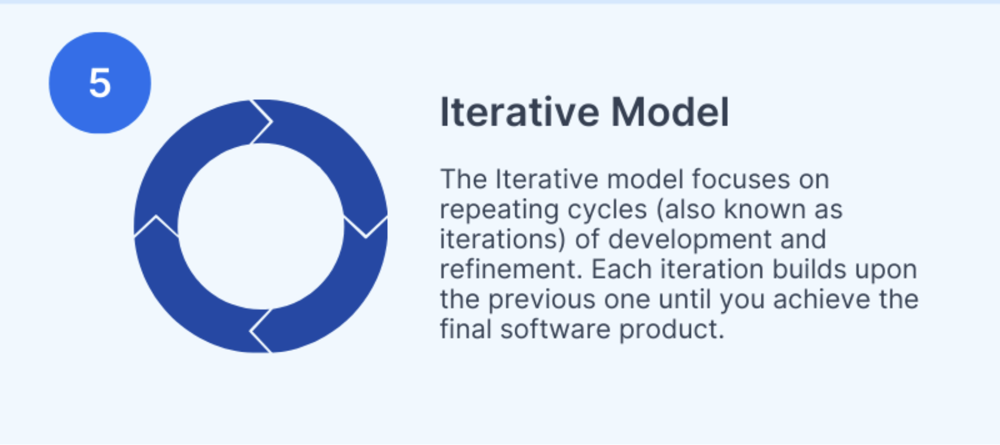 5
Iterative Model
The Iterative model focuses on
repeating cycles (also known as
iterations) of development and
refinement. Each iteration builds upon
the previous one until you achieve the
final software product.